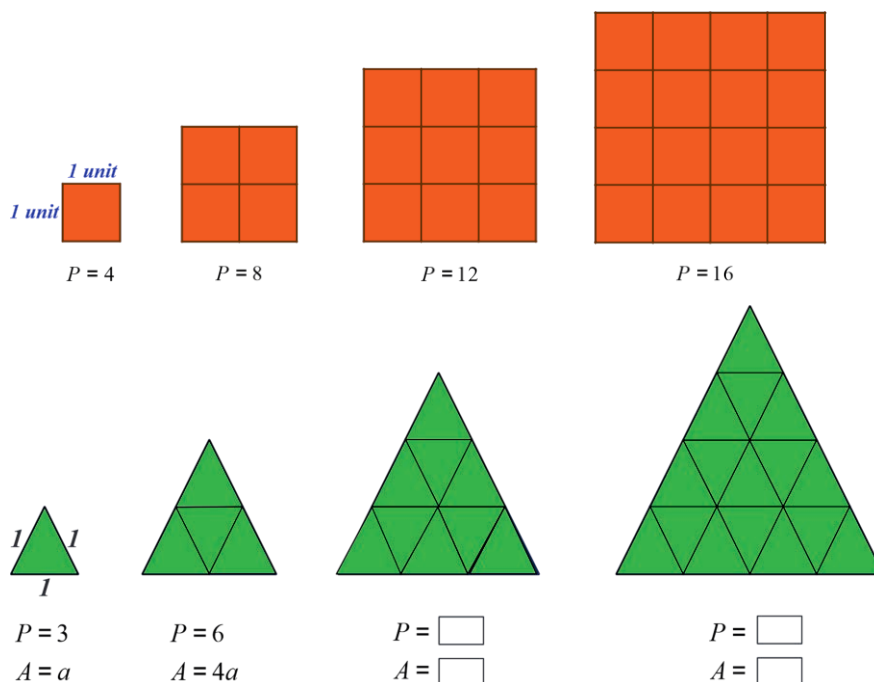 1 unit
1 unit
P = 4
P = 8
P = 12
P = 16
1
1
1
P = 3
P = 6
P =
P =
A = a
A = 4a
A =
A =